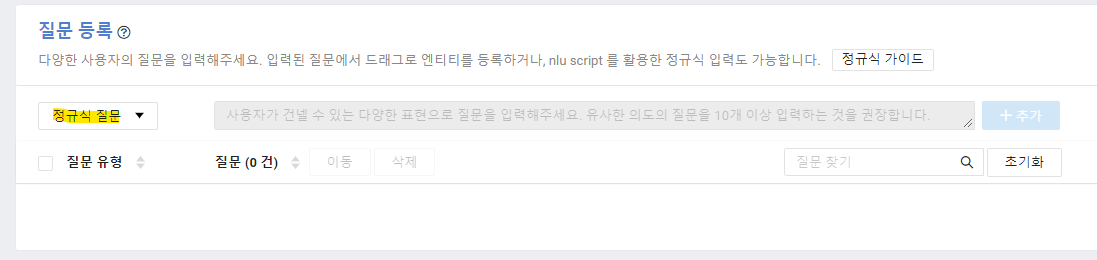 질문 등록 ?
다양한 사용자의 질문을 입력해주세요. 입력된 질문에서 드래그로 엔티티를 등록하거나, nlu script 를 활용한 정규식 입력도 가능합니다. 정규식 가이드
정규식 질문 사용자가 건넬 수 있는 다양한 표현으로 질문을 입력해주세요. 유사한 의도의 질문을 10개 이상 입력하는 것을 권장합니다. + 추가
질문 유형 질문 (0 건) 이동 삭제 질문 찾기 초기화